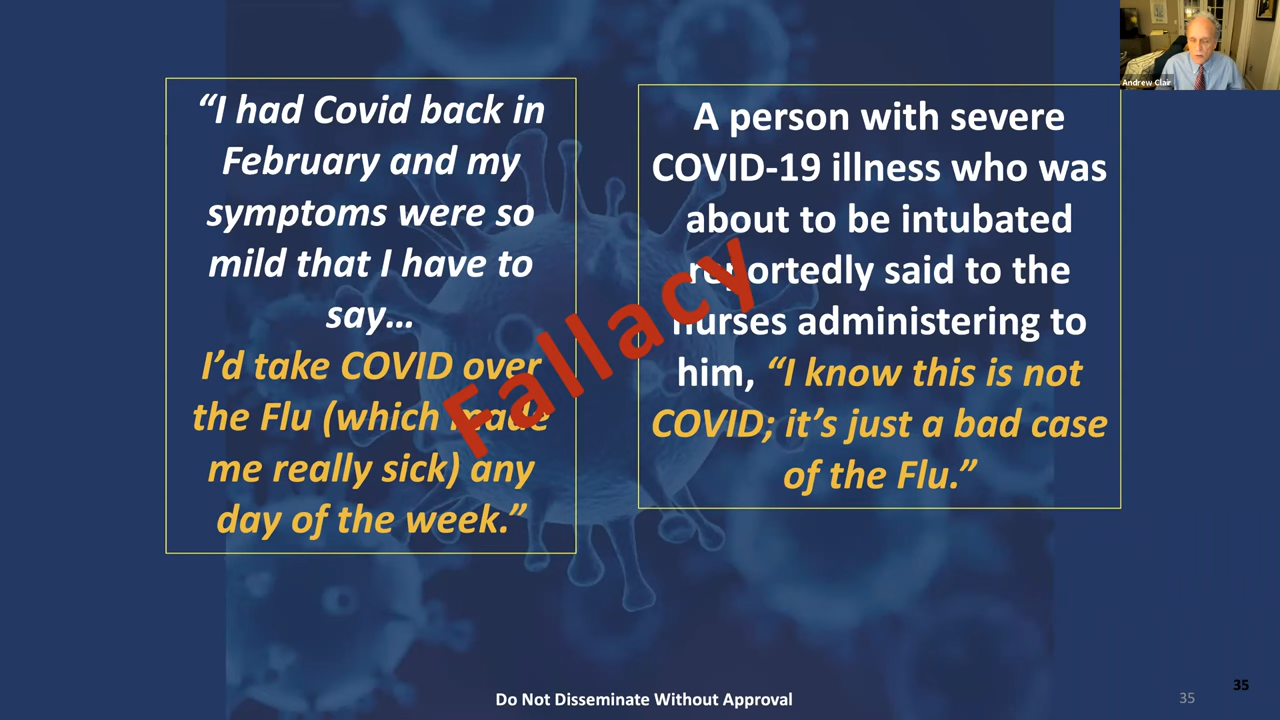 “I had Covid back in
February and my
symptoms were so
mild that I have to
say…
I’d take COVID over
the Flu (which made
me really sick) any
day of the week.”
A person with severe
COVID-19 illness who was
about to be intubated
reportedly said to the
nurses administering to
him, “I know this is not
COVID; it’s just a bad case
of the Flu.”
Fallacy
Andrew Clair
Do Not Disseminate Without Approval
35
35